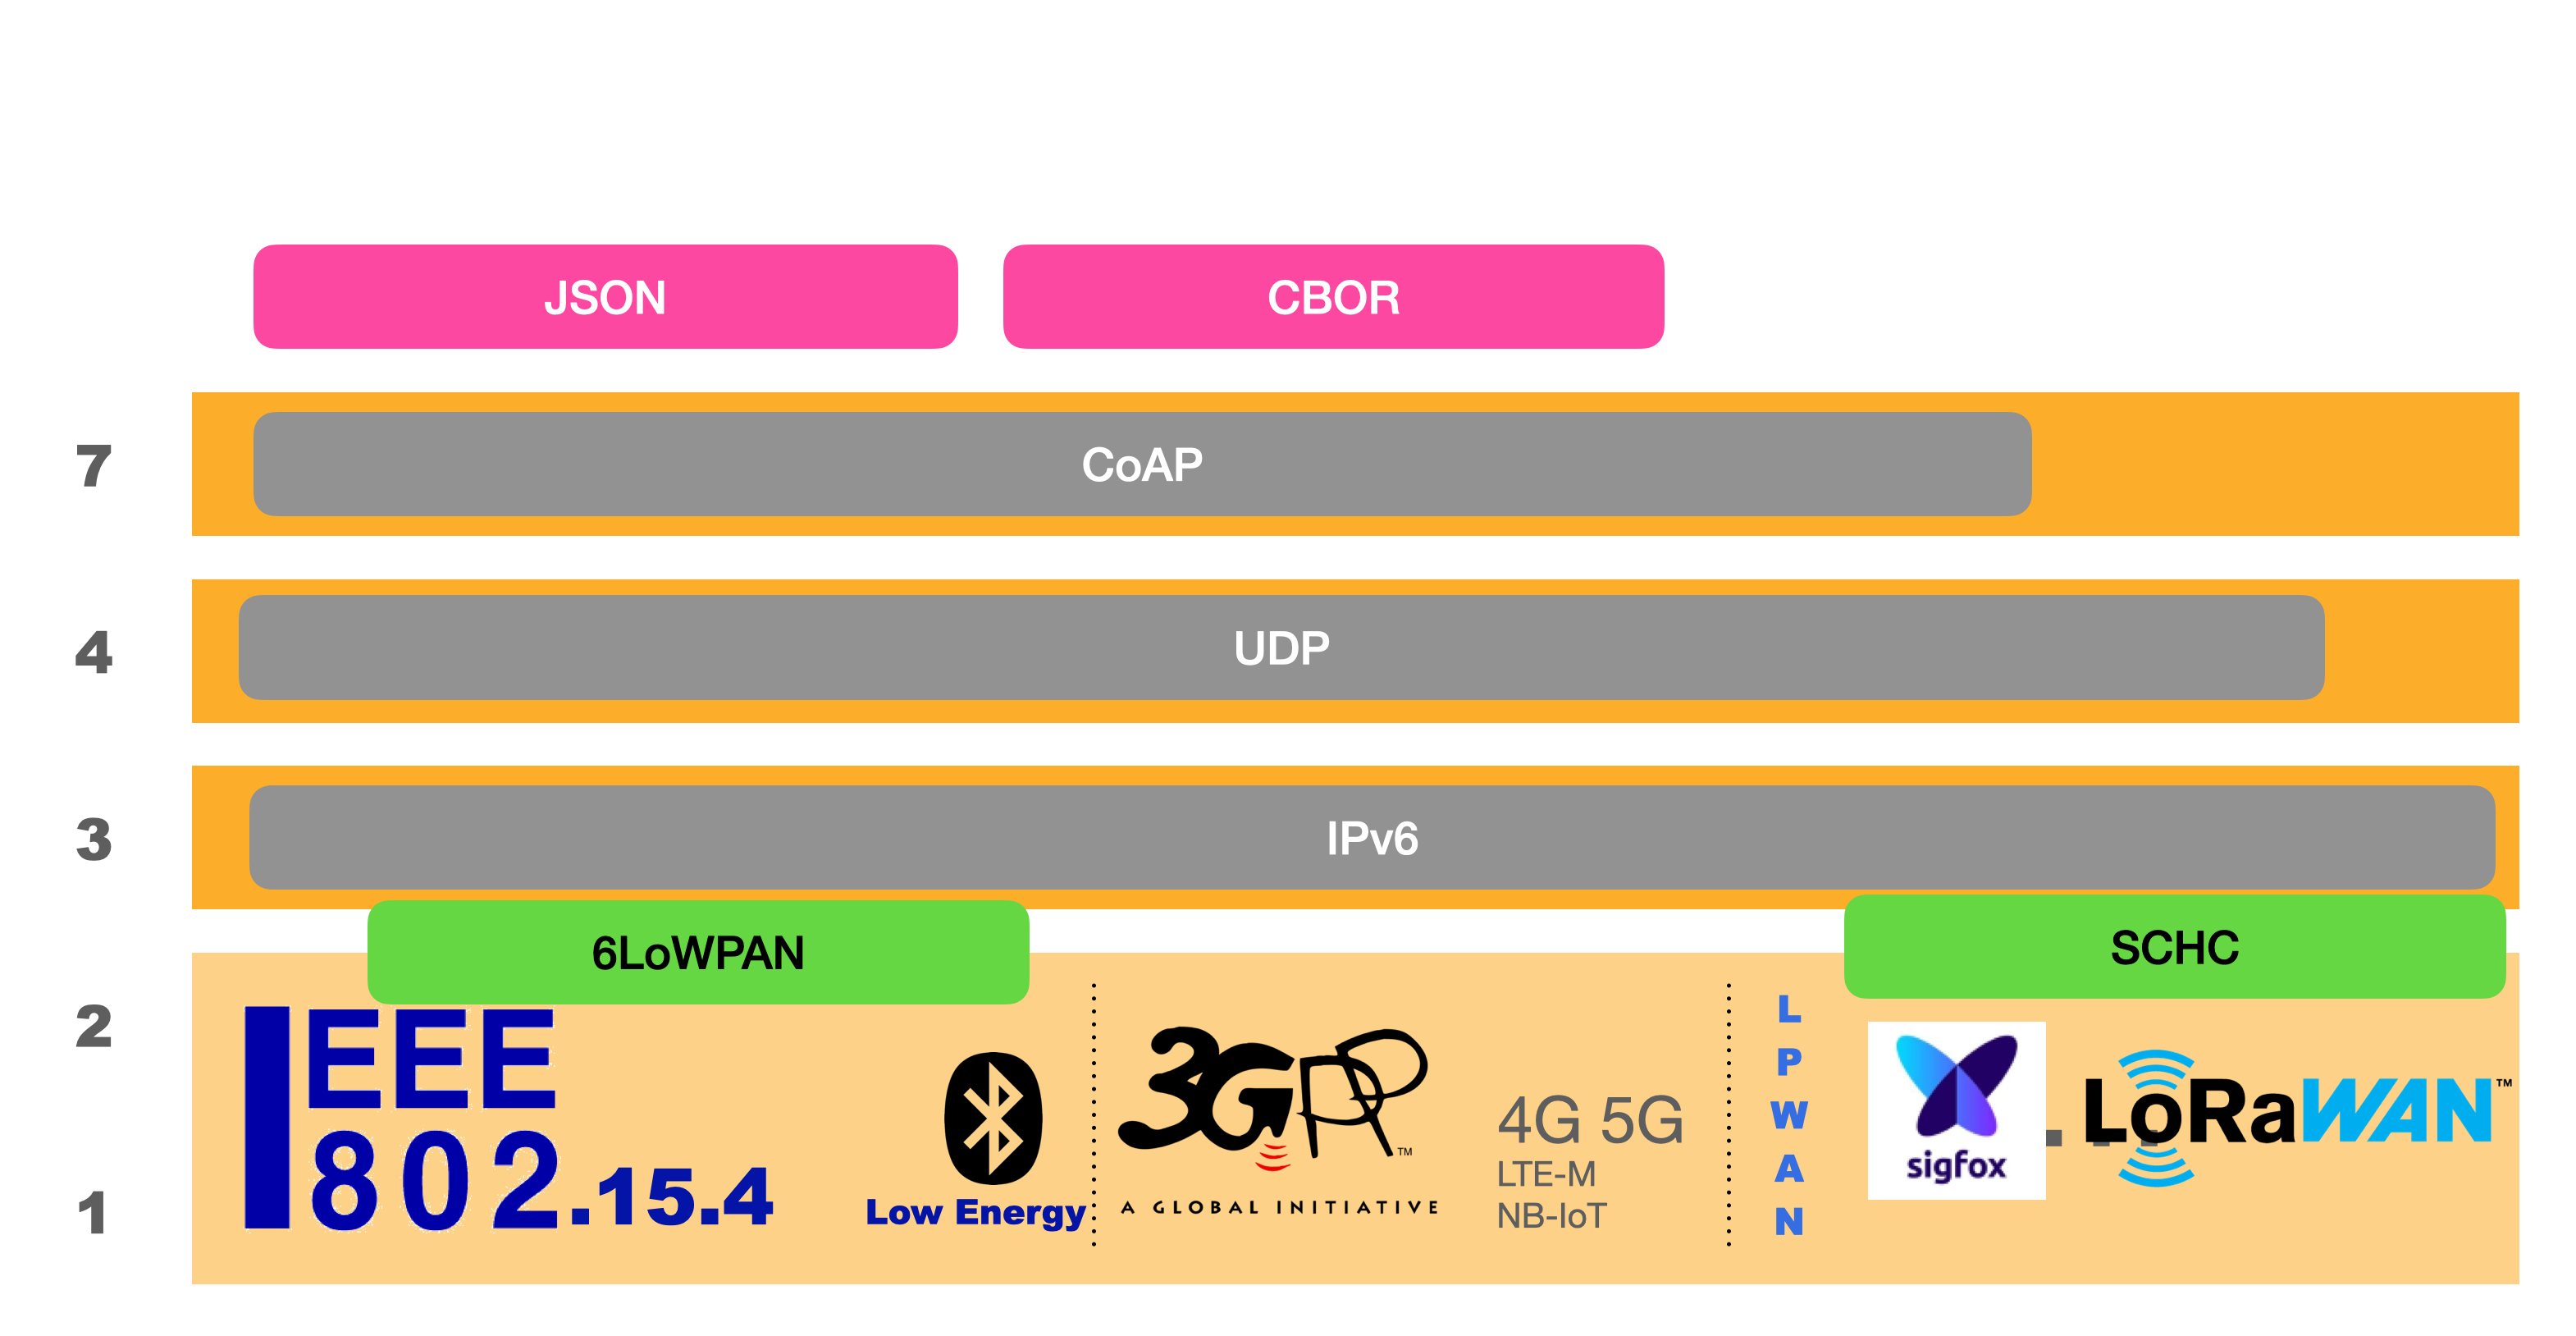 JSON
CBOR
7
CoAP
4
UDP
3
IPv6
6LoWPAN
SCHC
2
1
IEEE
802.15.4
Low Energy
3GPP™
A GLOBAL INITIATIVE
4G 5G
LTE-M
NB-IoT
LPWAN
sigfox
...
LoRaWAN™